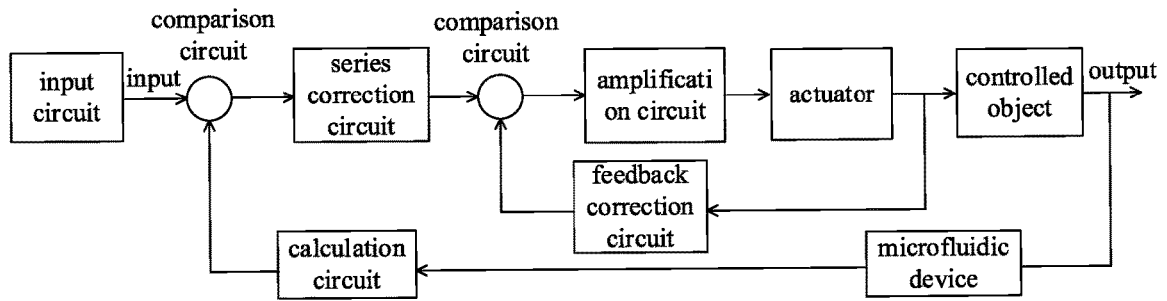 comparison
circuit
comparison
circuit
input
circuit
input
series
correction
circuit
amplificati
on circuit
actuator
controlled
object
output
feedback
correction
circuit
calculation
circuit
microfluidic
device